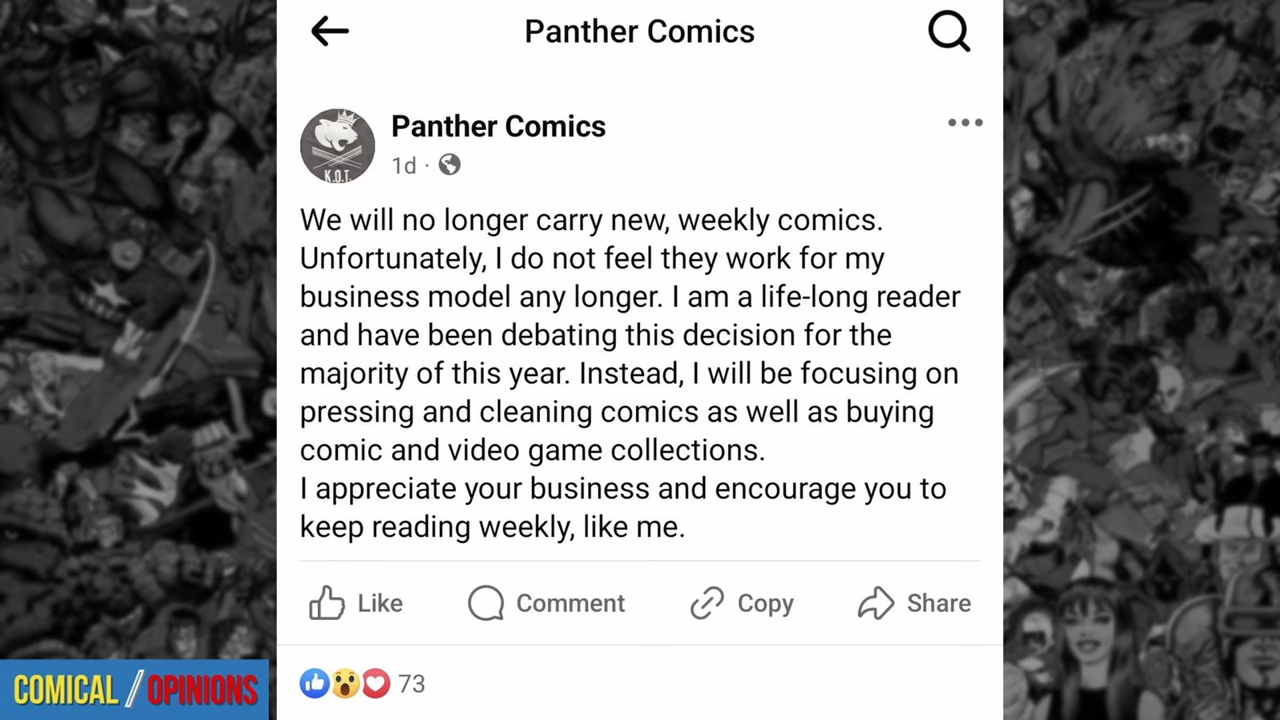 Panther Comics
K.O.T.
Panther Comics
1d ·
We will no longer carry new, weekly comics.
Unfortunately, I do not feel they work for my
business model any longer. I am a life-long reader
and have been debating this decision for the
majority of this year. Instead, I will be focusing on
pressing and cleaning comics as well as buying
comic and video game collections.
I appreciate your business and encourage you to
keep reading weekly, like me.
Like
Comment
Copy
Share
73
COMICAL / OPINIONS